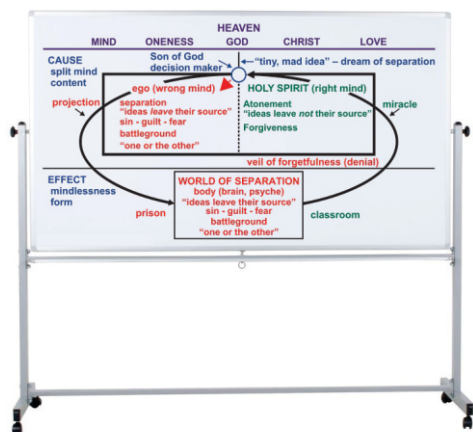 HEAVEN
MIND ONENESS GOD CHRIST LOVE
CAUSE
split mind
content
Son of God
decision maker
"tiny, mad idea" – dream of separation
ego (wrong mind)
HOLY SPIRIT (right mind)
projection
miracle
separation
"ideas leave their source"
sin - guilt - fear
battleground
"one or the other"
Atonement
"ideas leave not their source"
Forgiveness
veil of forgetfulness (denial)
EFFECT
mindlessness
form
WORLD OF SEPARATION
body (brain, psyche)
"ideas leave their source"
sin - guilt - fear
battleground
"one or the other"
prison
classroom